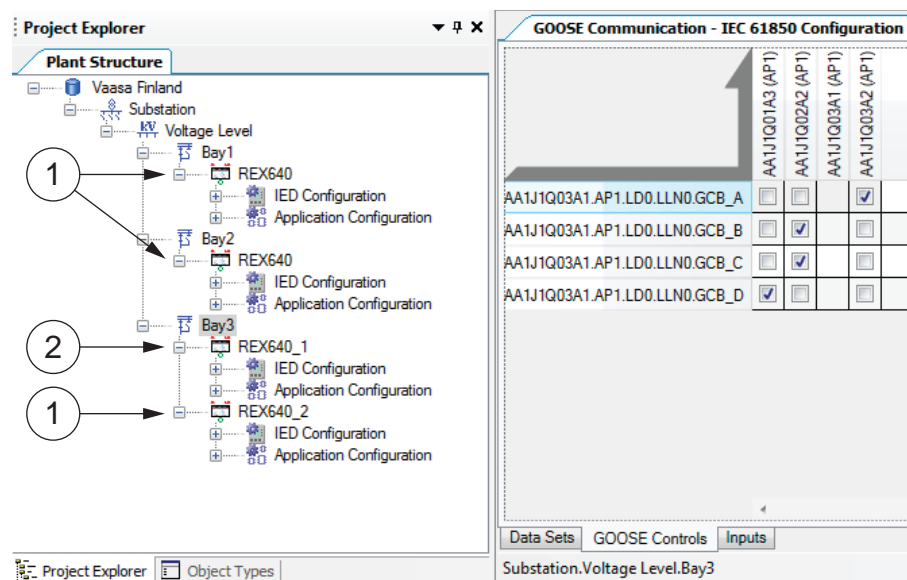 Project Explorer
Plant Structure
Vaasa Finland
Substation
Voltage Level
Bay1
1
REX640
IED Configuration
Application Configuration
Bay2
REX640
IED Configuration
Application Configuration
Bay3
2
REX640_1
IED Configuration
Application Configuration
1
REX640_2
IED Configuration
Application Configuration
Project Explorer
Object Types
GOOSE Communication - IEC 61850 Configuration
AA1J1Q01A3 (AP1)
AA1J1Q02A2 (AP1)
AA1J1Q03A1 (AP1)
AA1J1Q03A2 (AP1)
AA1J1Q03A1.AP1.LD0.LLN0.GCB_A
AA1J1Q03A1.AP1.LD0.LLN0.GCB_B
AA1J1Q03A1.AP1.LD0.LLN0.GCB_C
AA1J1Q03A1.AP1.LD0.LLN0.GCB_D
Data Sets GOOSE Controls Inputs
Substation.Voltage Level.Bay3